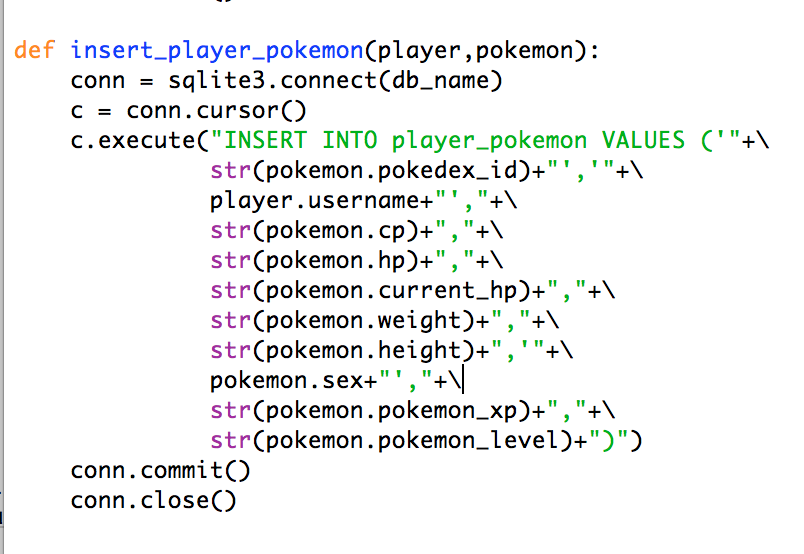 def insert_player_pokemon(player,pokemon):
    conn = sqlite3.connect(db_name)
    c = conn.cursor()
    c.execute("INSERT INTO player_pokemon VALUES ('"+\
              str(pokemon.pokedex_id)+"','"+\
              player.username+"',"+\
              str(pokemon.cp)+","+\
              str(pokemon.hp)+","+\
              str(pokemon.current_hp)+","+\
              str(pokemon.weight)+","+\
              str(pokemon.height)+",'"+\
              pokemon.sex+"',"+\
              str(pokemon.pokemon_xp)+","+\
              str(pokemon.pokemon_level)+")")
    conn.commit()
    conn.close()